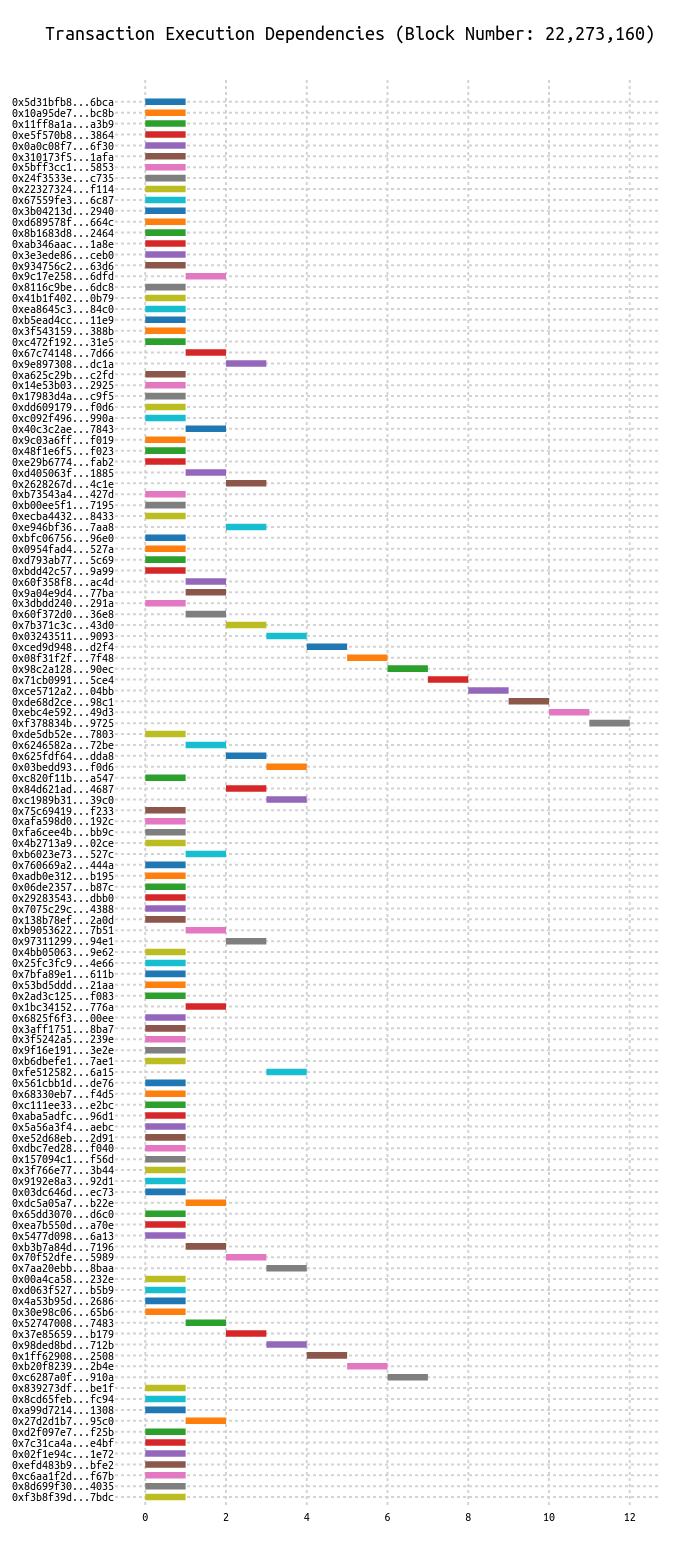 Transaction Execution Dependencies (Block Number: 22,273,160)
0x5d31bfb8...6bca
0x10a95de7...bc8b
0x11ff8a1a...a3b9
0xe5f570b8...3864
0x0a0c08f7...6f30
0x310173f5...1afa
0x5bff3cc1...5853
0x24f3533e...c735
0x22327324...f114
0x67559fe3...6c87
0x3b04213d...2940
0xd689578f...664c
0x8b1683d8...2464
0xab346aac...1a8e
0x3e3ede86...ceb0
0x934756c2...63d6
0x9c17e258...6dfd
0x8116c9be...6dc8
0x41b1f402...0b79
0xea8645c3...84c0
0xb5ead4cc...11e9
0x3f543159...388b
0xc472f192...31e5
0x67c74148...7d66
0x9e897308...dc1a
0xa625c29b...c2fd
0x14e53b03...2925
0x17983d4a...c9f5
0xdd609179...f0d6
0xc092f496...990a
0x40c3c2ae...7843
0x9c03a6ff...f019
0x48f1e6f5...f023
0xe29b6774...fab2
0xd405063f...1885
0x2628267d...4c1e
0xb73543a4...427d
0xb00ee5f1...7195
0xecba4432...8433
0xe946bf36...7aa8
0xbfc06756...96e0
0x0954fad4...527a
0xd793ab77...5c69
0xbdd42c57...9a99
0x60f358f8...ac4d
0x9a04e9d4...77ba
0x3dbdd240...291a
0x60f372d0...36e8
0x7b371c3c...43d0
0x03243511...9093
0xced9d948...d2f4
0x08f31f2f...7f48
0x98c2a128...90ec
0x71cb0991...5ce4
0xce5712a2...04bb
0xde68d2ce...98c1
0xebc4e592...49d3
0xf378834b...9725
0xde5db52e...7803
0x6246582a...72be
0x625fdf64...dda8
0x03bedd93...f0d6
0xc820f11b...a547
0x84d621ad...4687
0xc1989b31...39c0
0x75c69419...f233
0xafa598d0...192c
0xfa6cee4b...bb9c
0x4b2713a9...02ce
0xb6023e73...527c
0x760669a2...444a
0xadb0e312...b195
0x06de2357...b87c
0x29283543...dbb0
0x7075c29c...4388
0x138b78ef...2a0d
0xb9053622...7b51
0x97311299...94e1
0x4bb05063...9e62
0x25fc3fc9...4e66
0x7bfa89e1...611b
0x53bd5ddd...21aa
0x2ad3c125...f083
0x1bc34152...776a
0x6825f6f3...00ee
0x3aff1751...8ba7
0x3f5242a5...239e
0x9f16e191...3e2e
0xb6dbefe1...7ae1
0xfe512582...6a15
0x561cbb1d...de76
0x68330eb7...f4d5
0xc111ee33...e2bc
0xaba5adfc...96d1
0x5a56a3f4...aebc
0xe52d68eb...2d91
0xdbc7ed28...f040
0x157094c1...f56d
0x3f766e77...3b44
0x9192e8a3...92d1
0x03dc646d...ec73
0xdc5a05a7...b22e
0x65dd3070...d6c0
0xea7b550d...a70e
0x5477d098...6a13
0xb3b7a84d...7196
0x70f52dfe...5989
0x7aa20ebb...8baa
0x00a4ca58...232e
0xd063f527...b5b9
0x4a53b95d...2686
0x30e98c06...65b6
0x52747008...7483
0x37e85659...b179
0x98ded8bd...712b
0x1ff62908...2508
0xb20f8239...2b4e
0xc6287a0f...910a
0x839273df...be1f
0x8cd65feb...fc94
0xa99d7214...1308
0x27d2d1b7...95c0
0xd2f097e7...f25b
0x7c31ca4a...e4bf
0x02f1e94c...1e72
0xefd483b9...bfe2
0xc6aa1f2d...f67b
0x8d699f30...4035
0xf3b8f39d...7bdc
0 2 4 6 8 10 12